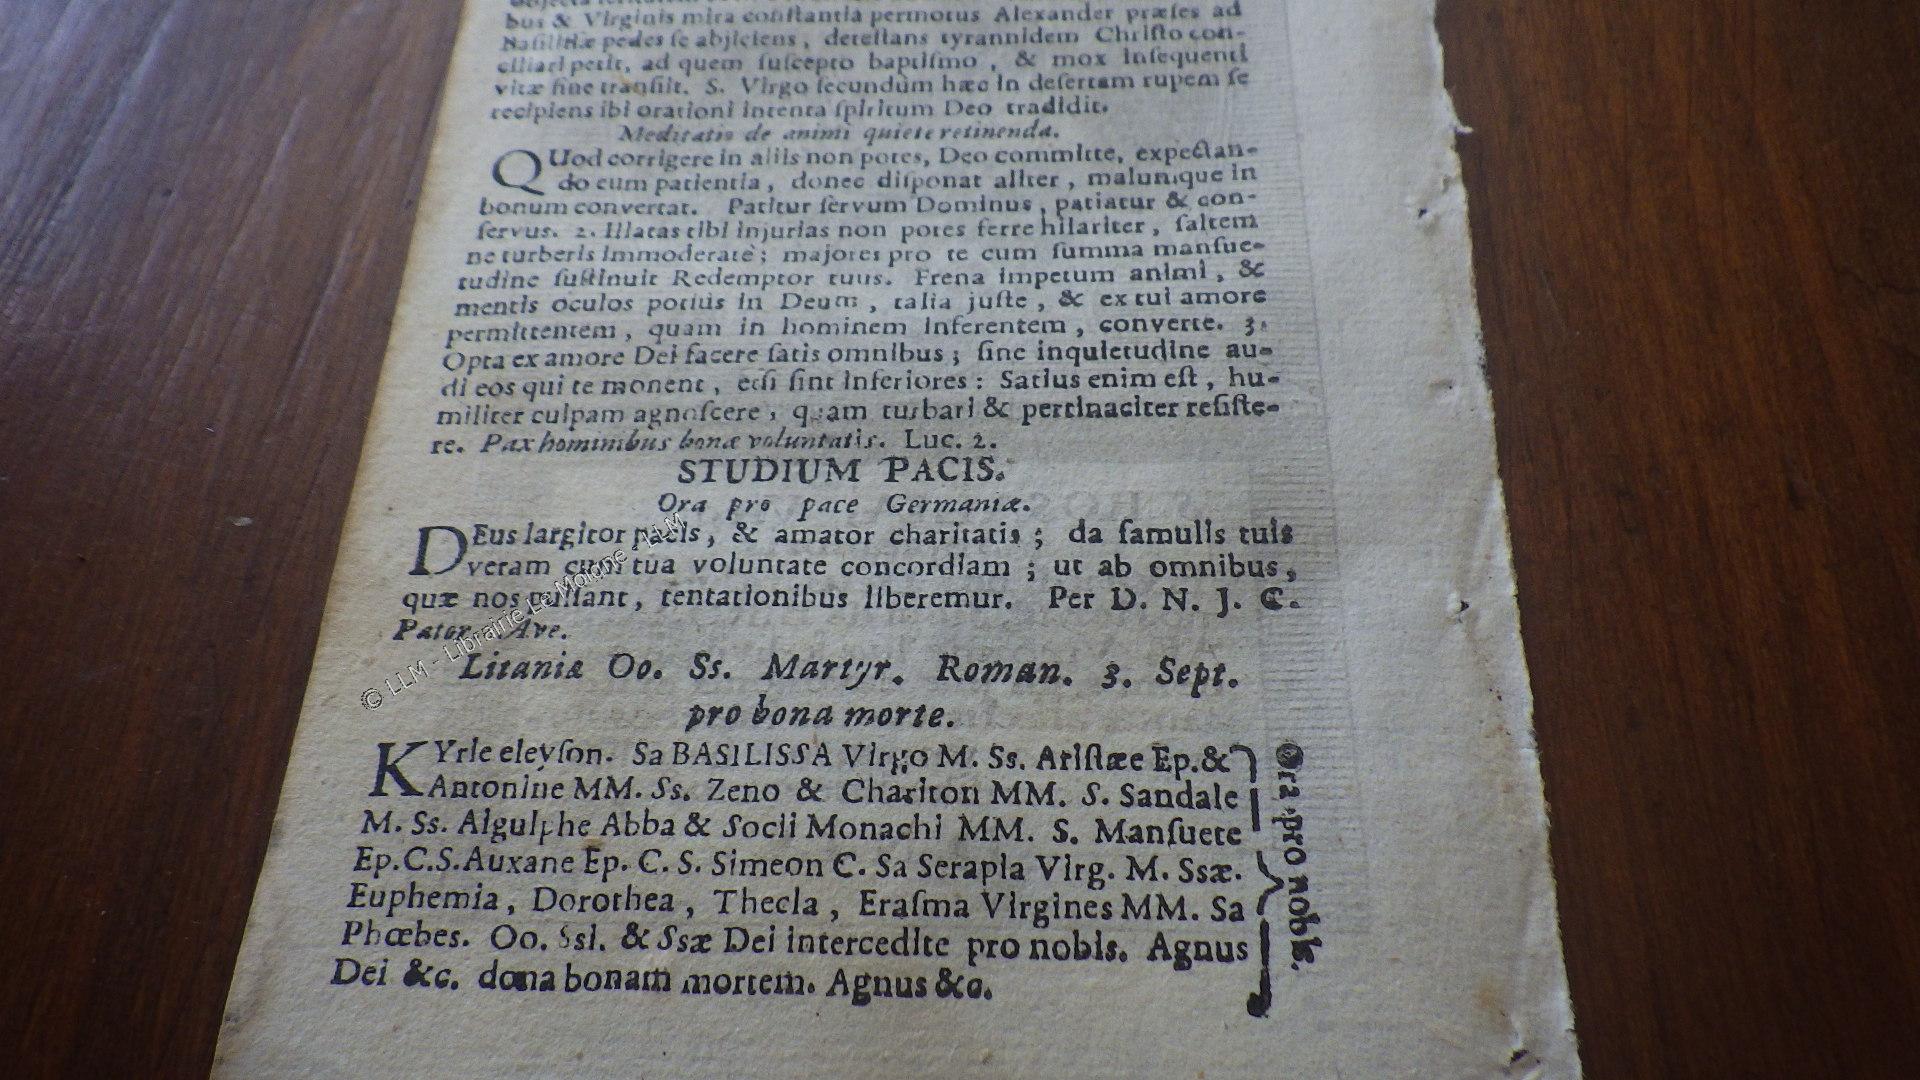 bus & Virginis mira conſtantia permotus Alexander præſes ad
Baſiliſſæ pedes ſe abjiciens, deteſtans tyrannidem Chriſto con-
ciliari petit, ad quem ſuſcepto baptiſmo, & mox inſequenti
vitæ fine tranſiit. S. Virgo ſecundùm hæc in deſertam rupem ſe
recipiens ibi orationi intenta ſpiritum Deo tradidit.
Meditatio de animi quiete retinenda.
QUod corrigere in aliis non potes, Deo committe, expectan-
do cum patientia, donec diſponat aliter, malumque in
bonum convertat. Patitur ſervum Dominus, patiatur & con-
ſervus. 2. Illatas tibi injurias non potes ferre hilariter, ſaltem
ne turberis immoderatè; majores pro te cum ſumma manſue-
tudine ſuſtinuit Redemptor tuus. Frena impetum animi, &
mentis oculos potiùs in Deum, talia juſte, & ex tui amore
permittentem, quam in hominem inferentem, converte. 3.
Opta ex amore Dei facere ſatis omnibus; ſine inquietudine au-
di eos qui te monent, etſi ſint inferiores: Satius enim eſt, hu-
militer culpam agnoſcere, quam turbari & pertinaciter reſiſte-
re. Pax hominibus bonæ voluntatis. Luc. 2.
STUDIUM PACIS.
Ora pro pace Germaniæ.
DEus largitor pacis, & amator charitatis; da famulis tuis
veram cum tua voluntate concordiam; ut ab omnibus,
quæ nos pulſant, tentationibus liberemur. Per D. N. J. C.
Pater. Ave.
Litaniæ Oo. Ss. Martyr. Roman. 3. Sept.
pro bona morte.
KYrie eleyſon. Sa BASILISSA Virgo M. Ss. Ariſtæe Ep. &
Antonine MM. Ss. Zeno & Chariton MM. S. Sandale
M. Ss. Aigulphe Abba & Socii Monachi MM. S. Manſuete
Ep. C. S. Auxane Ep. C. S. Simeon C. Sa Serapia Virg. M. Ssæ.
Euphemia, Dorothea, Thecla, Eraſma Virgines MM. Sa
Phœbes. Oo. Ssi. & Ssæ Dei intercedite pro nobis. Agnus
Dei &c. dona bonam mortem. Agnus &c.
Ora pro nobis.
© LLM - Librairie Le Moigne - LLM